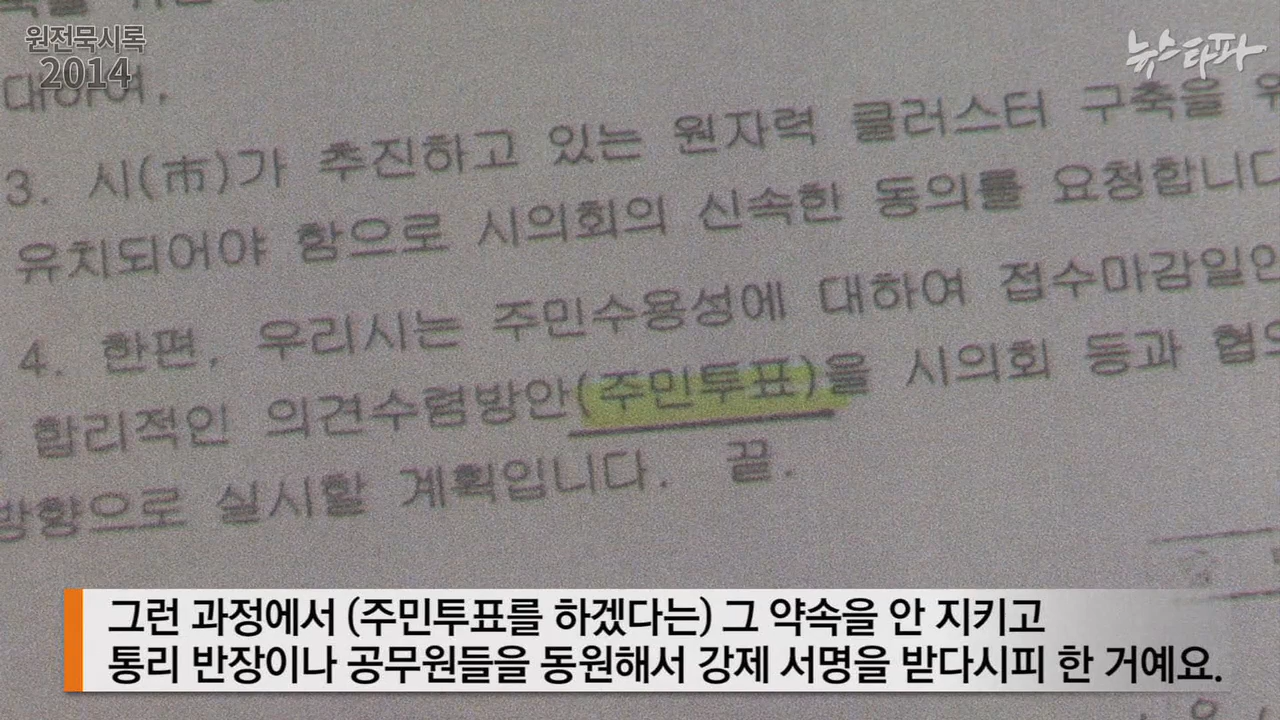 원전묵시록
2014
뉴스타파
대하여.
3. 시(市)가 추진하고 있는 원자력 클러스터 구축을
유치되어야 함으로 시의회의 신속한 동의를 요청합니다
4. 한편, 우리시는 주민수용성에 대하여 접수마감일
합리적인 의견수렴방안(주민투표)을 시의회 등과
방향으로 실시할 계획입니다. 끝.
그런 과정에서 (주민투표를 하겠다는) 그 약속을 안 지키고
통리 반장이나 공무원들을 동원해서 강제 서명을 받다시피 한 거예요.